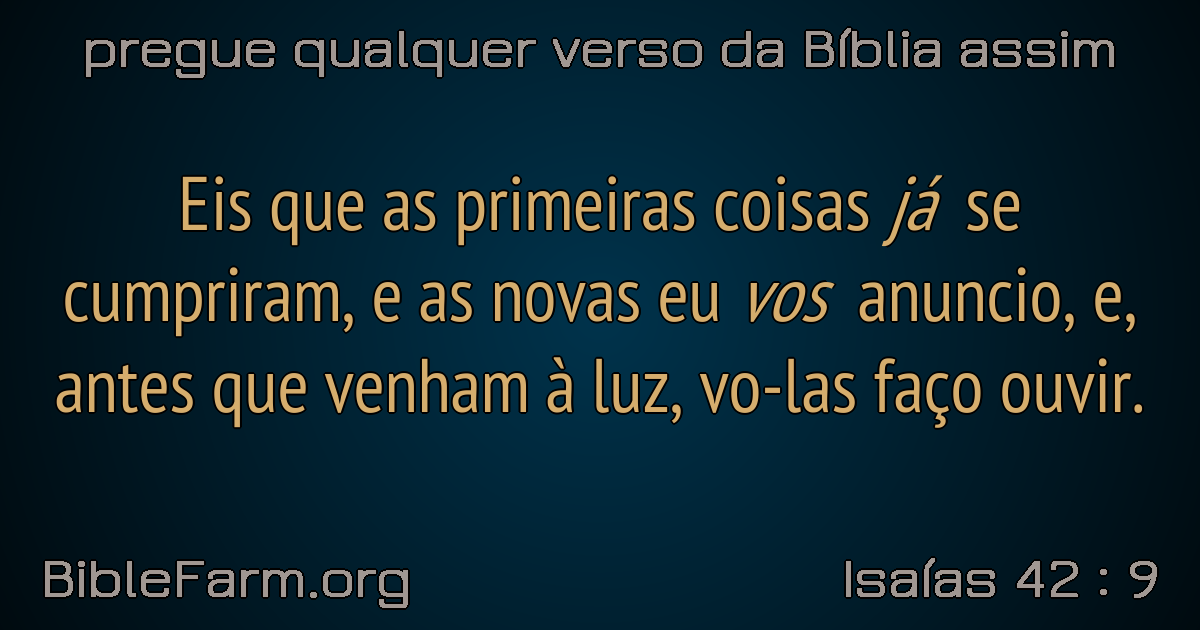 pregue qualquer verso da Bíblia assim
Eis que as primeiras coisas já se
cumpriram, e as novas eu vos anuncio, e,
antes que venham à luz, vo-las faço ouvir.
BibleFarm.org
Isaías 42 : 9